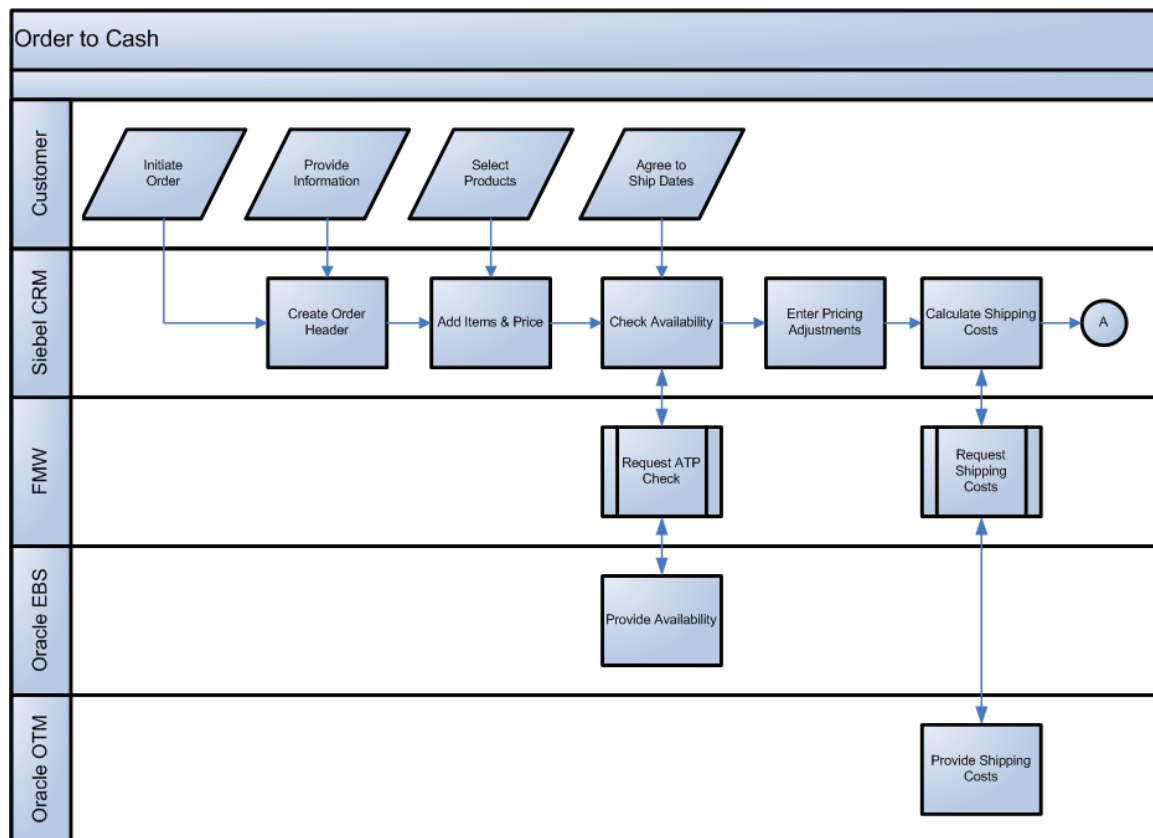 Order to Cash
Customer
Initiate
Order
Provide
Information
Select
Products
Agree to
Ship Dates
Siebel CRM
Create Order
Header
Add Items & Price
Check Availability
Enter Pricing
Adjustments
Calculate Shipping
Costs
A
FMW
Request ATP
Check
Request
Shipping
Costs
Oracle EBS
Provide Availability
Oracle OTM
Provide Shipping
Costs